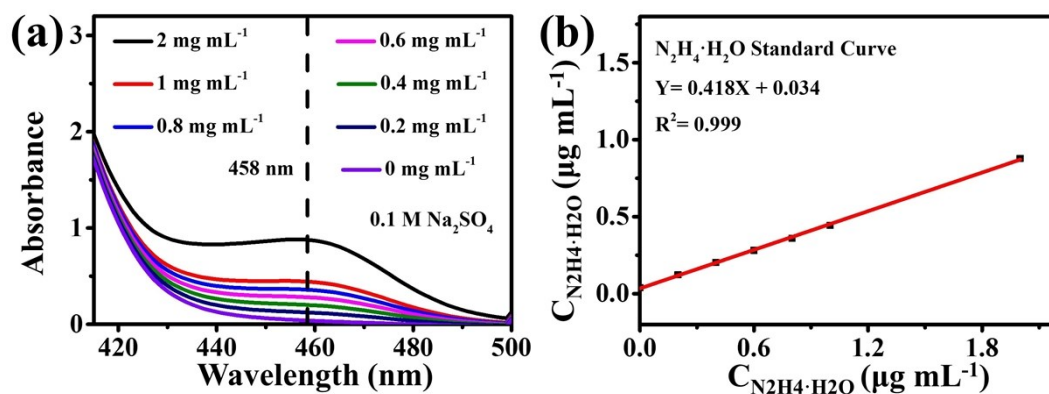 (a)
2 mg mL⁻¹
1 mg mL⁻¹
0.8 mg mL⁻¹
0.6 mg mL⁻¹
0.4 mg mL⁻¹
0.2 mg mL⁻¹
0 mg mL⁻¹
458 nm
0.1 M Na₂SO₄
Absorbance
3
2
1
0
420 440 460 480 500
Wavelength (nm)
(b)
N₂H₄·H₂O Standard Curve
Y= 0.418X + 0.034
R²= 0.999
C_N2H4·H2O (μg mL⁻¹)
1.5
1.0
0.5
0.0
0.0 0.6 1.2 1.8
C_N2H4·H2O (μg mL⁻¹)